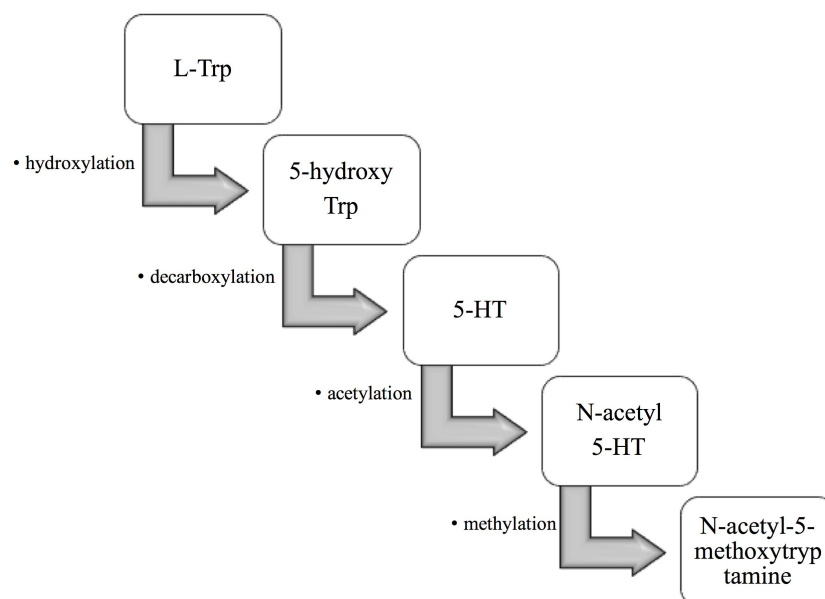 L-Trp
• hydroxylation
5-hydroxy
Trp
• decarboxylation
5-HT
• acetylation
N-acetyl
5-HT
• methylation
N-acetyl-5-
methoxytryp
tamine